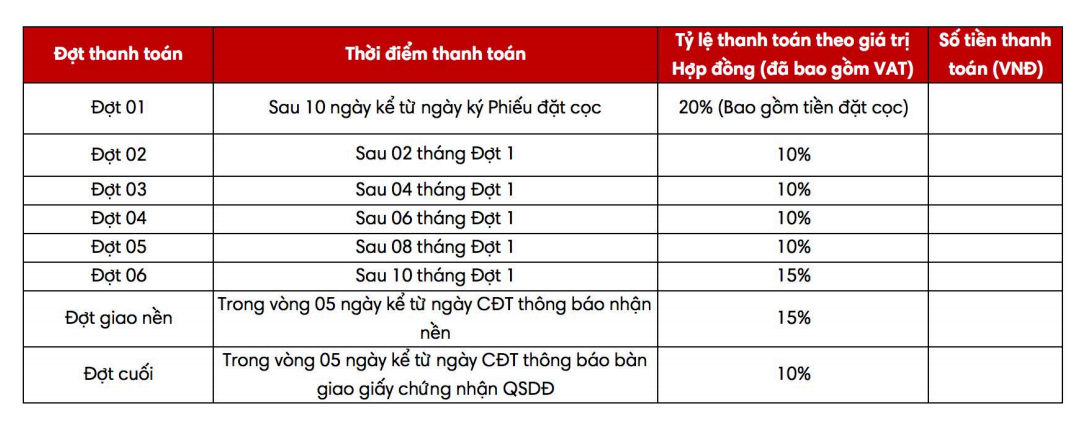 Đợt thanh toán
Thời điểm thanh toán
Tỷ lệ thanh toán theo giá trị
Hợp đồng (đã bao gồm VAT)
Số tiền thanh
toán (VNĐ)
Đợt 01
Sau 10 ngày kể từ ngày ký Phiếu đặt cọc
20% (Bao gồm tiền đặt cọc)
Đợt 02
Sau 02 tháng Đợt 1
10%
Đợt 03
Sau 04 tháng Đợt 1
10%
Đợt 04
Sau 06 tháng Đợt 1
10%
Đợt 05
Sau 08 tháng Đợt 1
10%
Đợt 06
Sau 10 tháng Đợt 1
15%
Đợt giao nền
Trong vòng 05 ngày kể từ ngày CĐT thông báo nhận
nền
15%
Đợt cuối
Trong vòng 05 ngày kể từ ngày CĐT thông báo bàn
giao giấy chứng nhận QSDĐ
10%